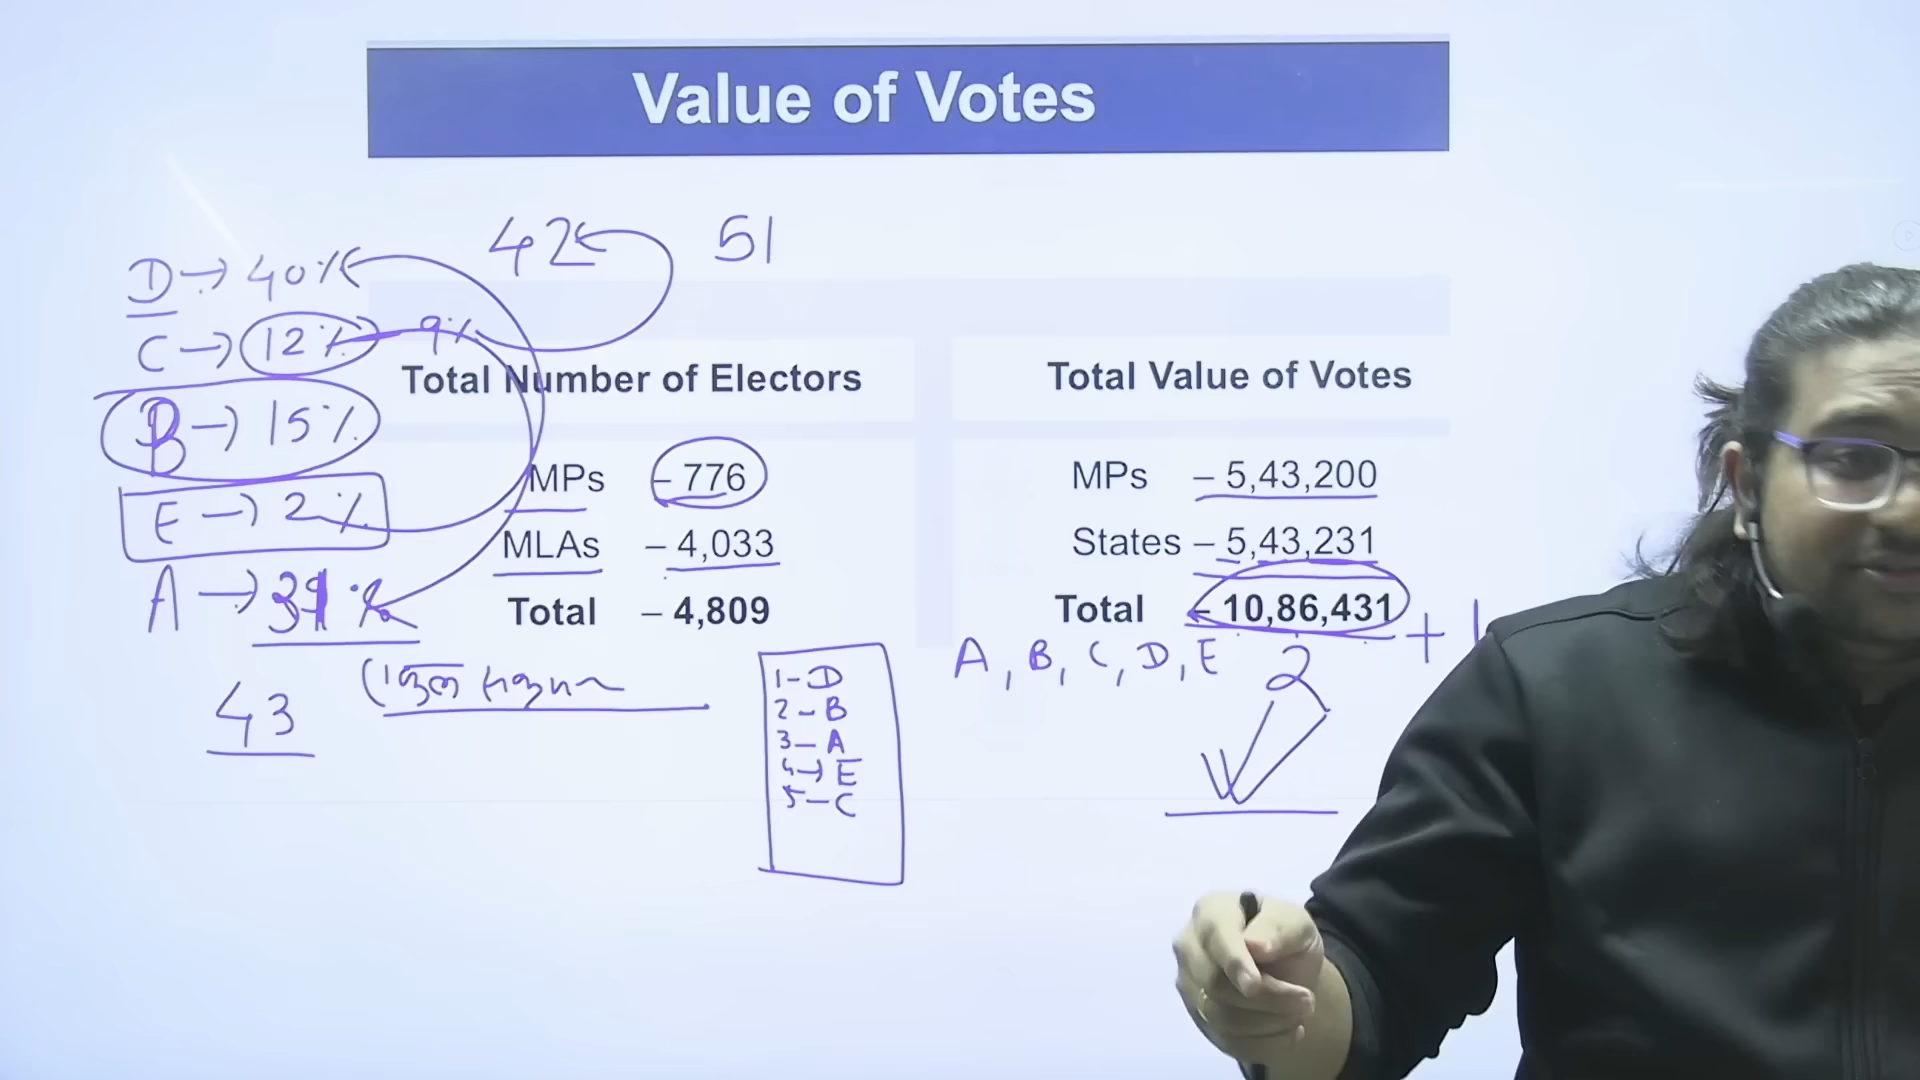 Value of Votes
42 51
D → 40%
C → 12% 9%
B → 15%
E → 2%
A → 31%
43
Total Number of Electors
MPs – 776
MLAs – 4,033
Total – 4,809
Total Value of Votes
MPs – 5,43,200
States – 5,43,231
Total – 10,86,431 + 1
2
A, B, C, D, E
1 – D
2 – B
3 – A
4 → E
5 – C